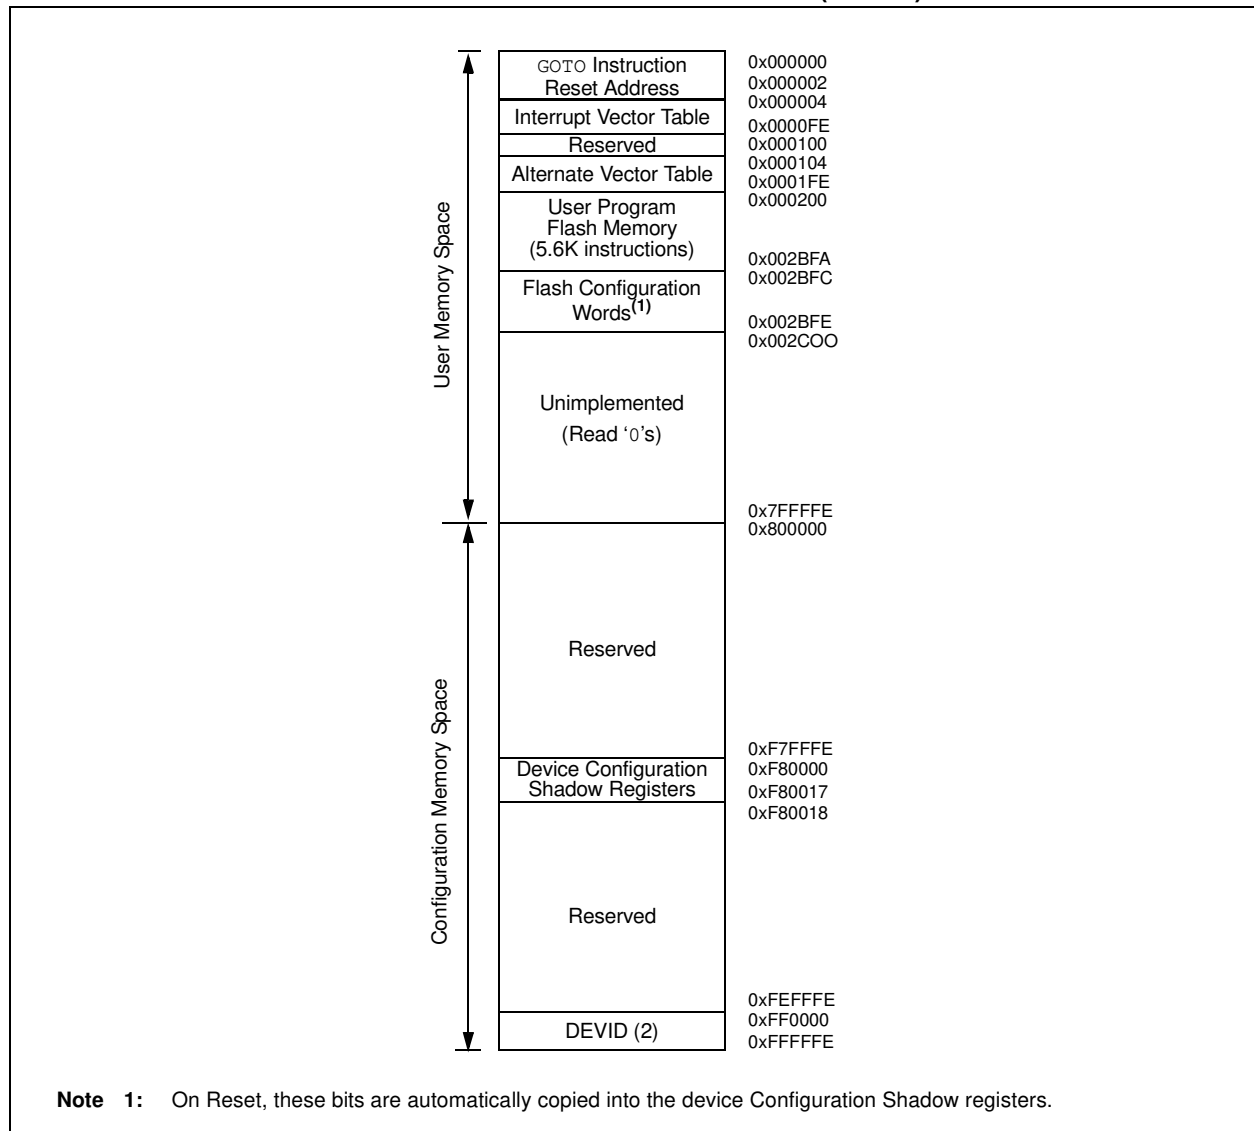 GOTO Instruction
Reset Address
0x000000
0x000002
0x000004
Interrupt Vector Table
0x0000FE
Reserved
0x000100
0x000104
Alternate Vector Table
0x0001FE
0x000200
User Program
Flash Memory
(5.6K instructions)
0x002BFA
0x002BFC
Flash Configuration
Words(1)
0x002BFE
0x002COO
User Memory Space
Unimplemented
(Read ‘0’s)
0x7FFFFE
0x800000
Reserved
0xF7FFFE
Device Configuration
Shadow Registers
0xF80000
0xF80017
0xF80018
Configuration Memory Space
Reserved
0xFEFFFE
0xFF0000
DEVID (2)
0xFFFFFE
Note 1: On Reset, these bits are automatically copied into the device Configuration Shadow registers.